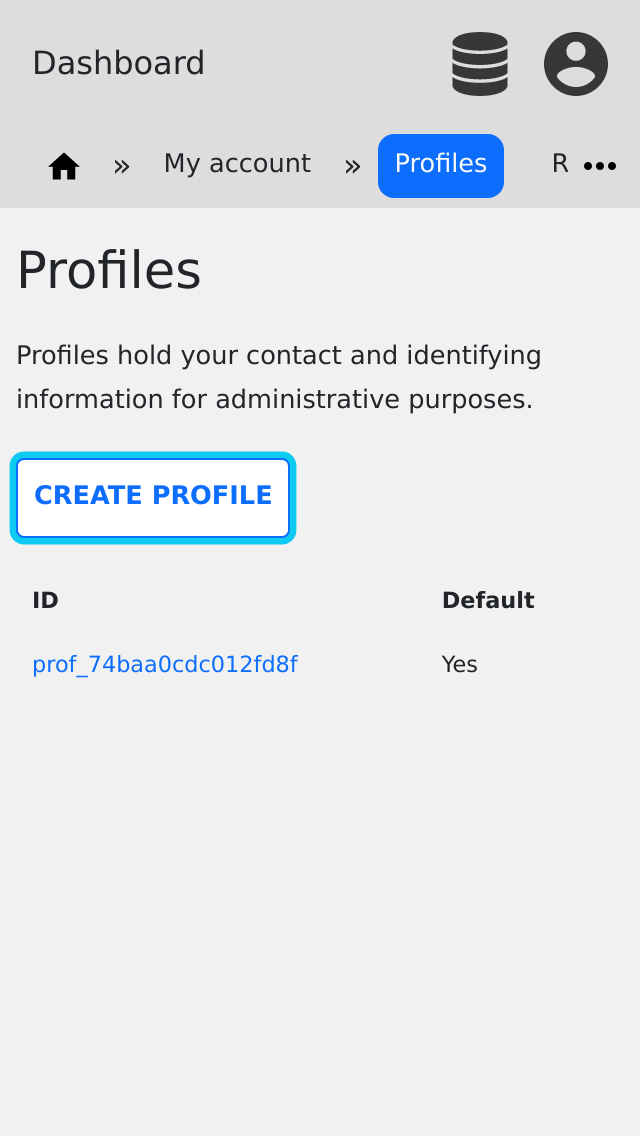 Dashboard
» My account » Profiles R
Profiles
Profiles hold your contact and identifying
information for administrative purposes.
CREATE PROFILE
ID Default
prof_74baa0cdc012fd8f Yes